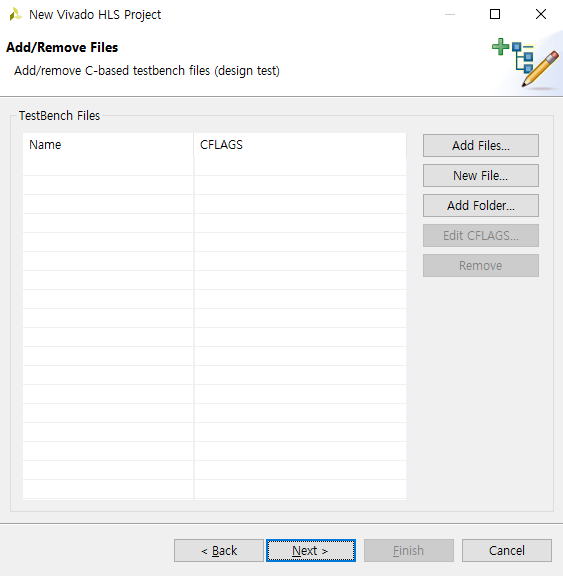 New Vivado HLS Project
Add/Remove Files
Add/remove C-based testbench files (design test)
TestBench Files
Name CFLAGS
Add Files...
New File...
Add Folder...
Edit CFLAGS...
Remove
< Back Next > Finish Cancel